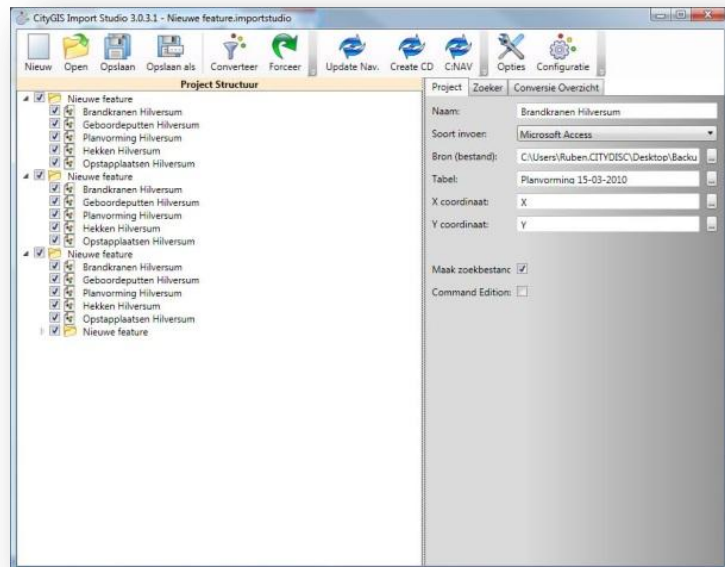 CityGIS Import Studio 3.0.3.1 - Nieuwe feature.importstudio
Nieuw Open Opslaan Opslaan als Converteer Forceer Update Nav. Create CD C:NAV Opties Configuratie
Project Structuur
Nieuwe feature
Brandkranen Hilversum
Geboordeputten Hilversum
Planvorming Hilversum
Hekken Hilversum
Opstapplaatsen Hilversum
Nieuwe feature
Brandkranen Hilversum
Geboordeputten Hilversum
Planvorming Hilversum
Hekken Hilversum
Opstapplaatsen Hilversum
Nieuwe feature
Brandkranen Hilversum
Geboordeputten Hilversum
Planvorming Hilversum
Hekken Hilversum
Opstapplaatsen Hilversum
Nieuwe feature
Project Zoeker Conversie Overzicht
Naam: Brandkranen Hilversum
Soort invoer: Microsoft Access
Bron (bestand): C:\Users\Ruben.CITYDISC\Desktop\Backu ...
Tabel: Planvorming 15-03-2010 ...
X coordinaat: X ...
Y coordinaat: Y ...
Maak zoekbestanc
Command Edition: